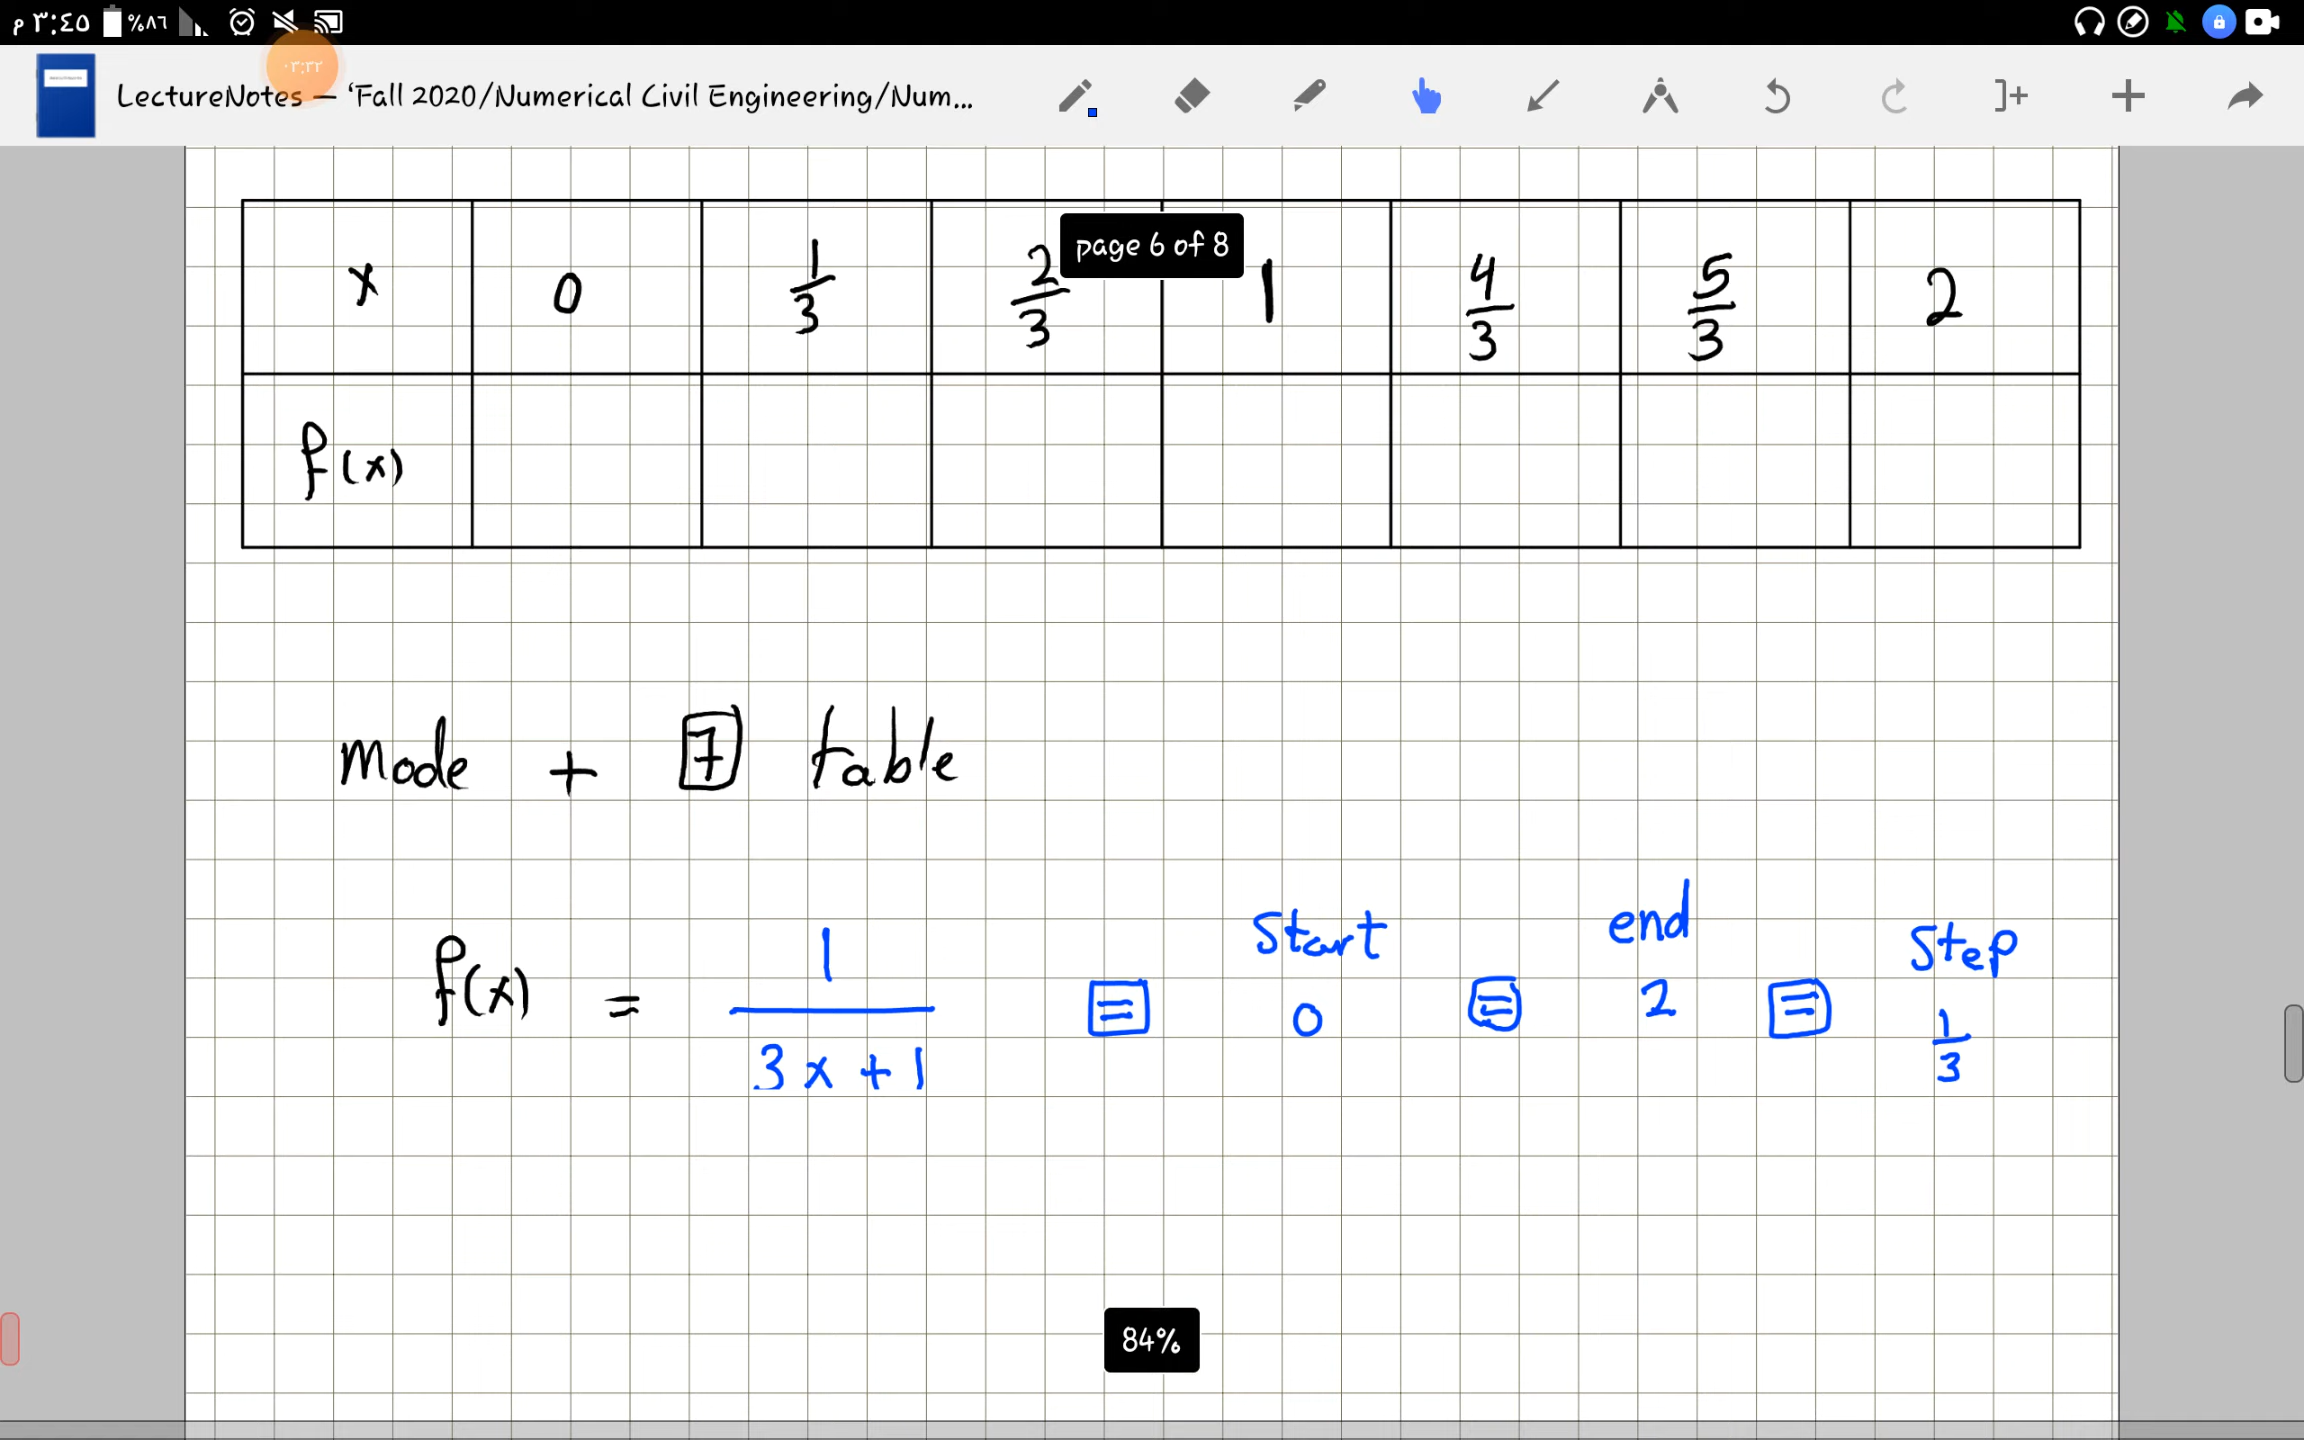 م ٣:٤٥ %٨٦
٠٣:٣٢
LectureNotes – ‘Fall 2020/Numerical Civil Engineering/Num…
page 6 of 8
x 0 1/3 2/3 1 4/3 5/3 2
f(x)
Mode + 7 table
f(x) = 1/(3x+1) = Start 0 = end 2 = Step 1/3
84%